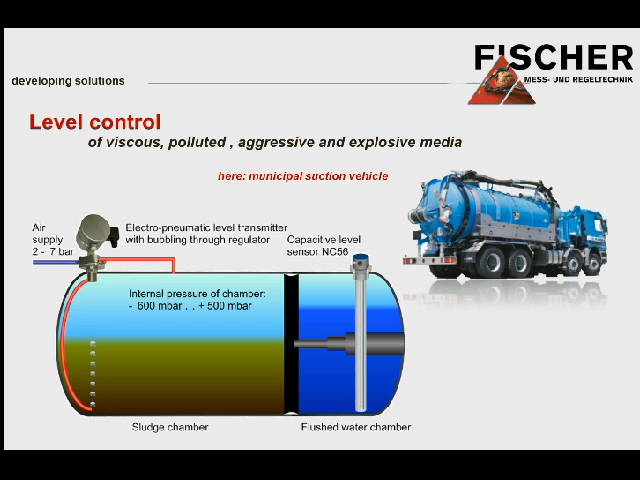 FISCHER
MESS- UND REGELTECHNIK
developing solutions
Level control
of viscous, polluted , aggressive and explosive media
here: municipal suction vehicle
Air
supply
2 - 7 bar
Electro-pneumatic level transmitter
with bubbling through regulator
Capacitive level
sensor NC56
Internal pressure of chamber:
- 600 mbar . . . + 500 mbar
Sludge chamber
Flushed water chamber